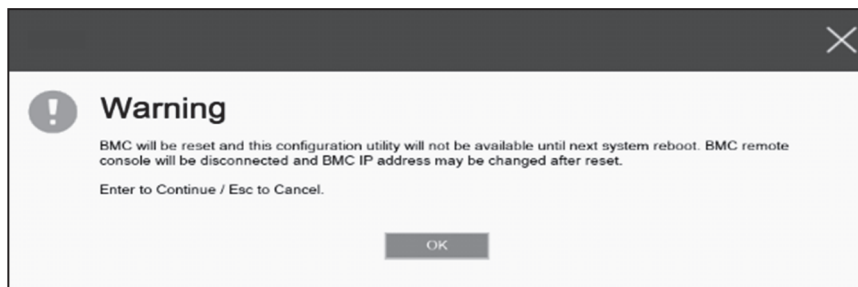 Warning
BMC will be reset and this configuration utility will not be available until next system reboot. BMC remote
console will be disconnected and BMC IP address may be changed after reset.
Enter to Continue / Esc to Cancel.
OK